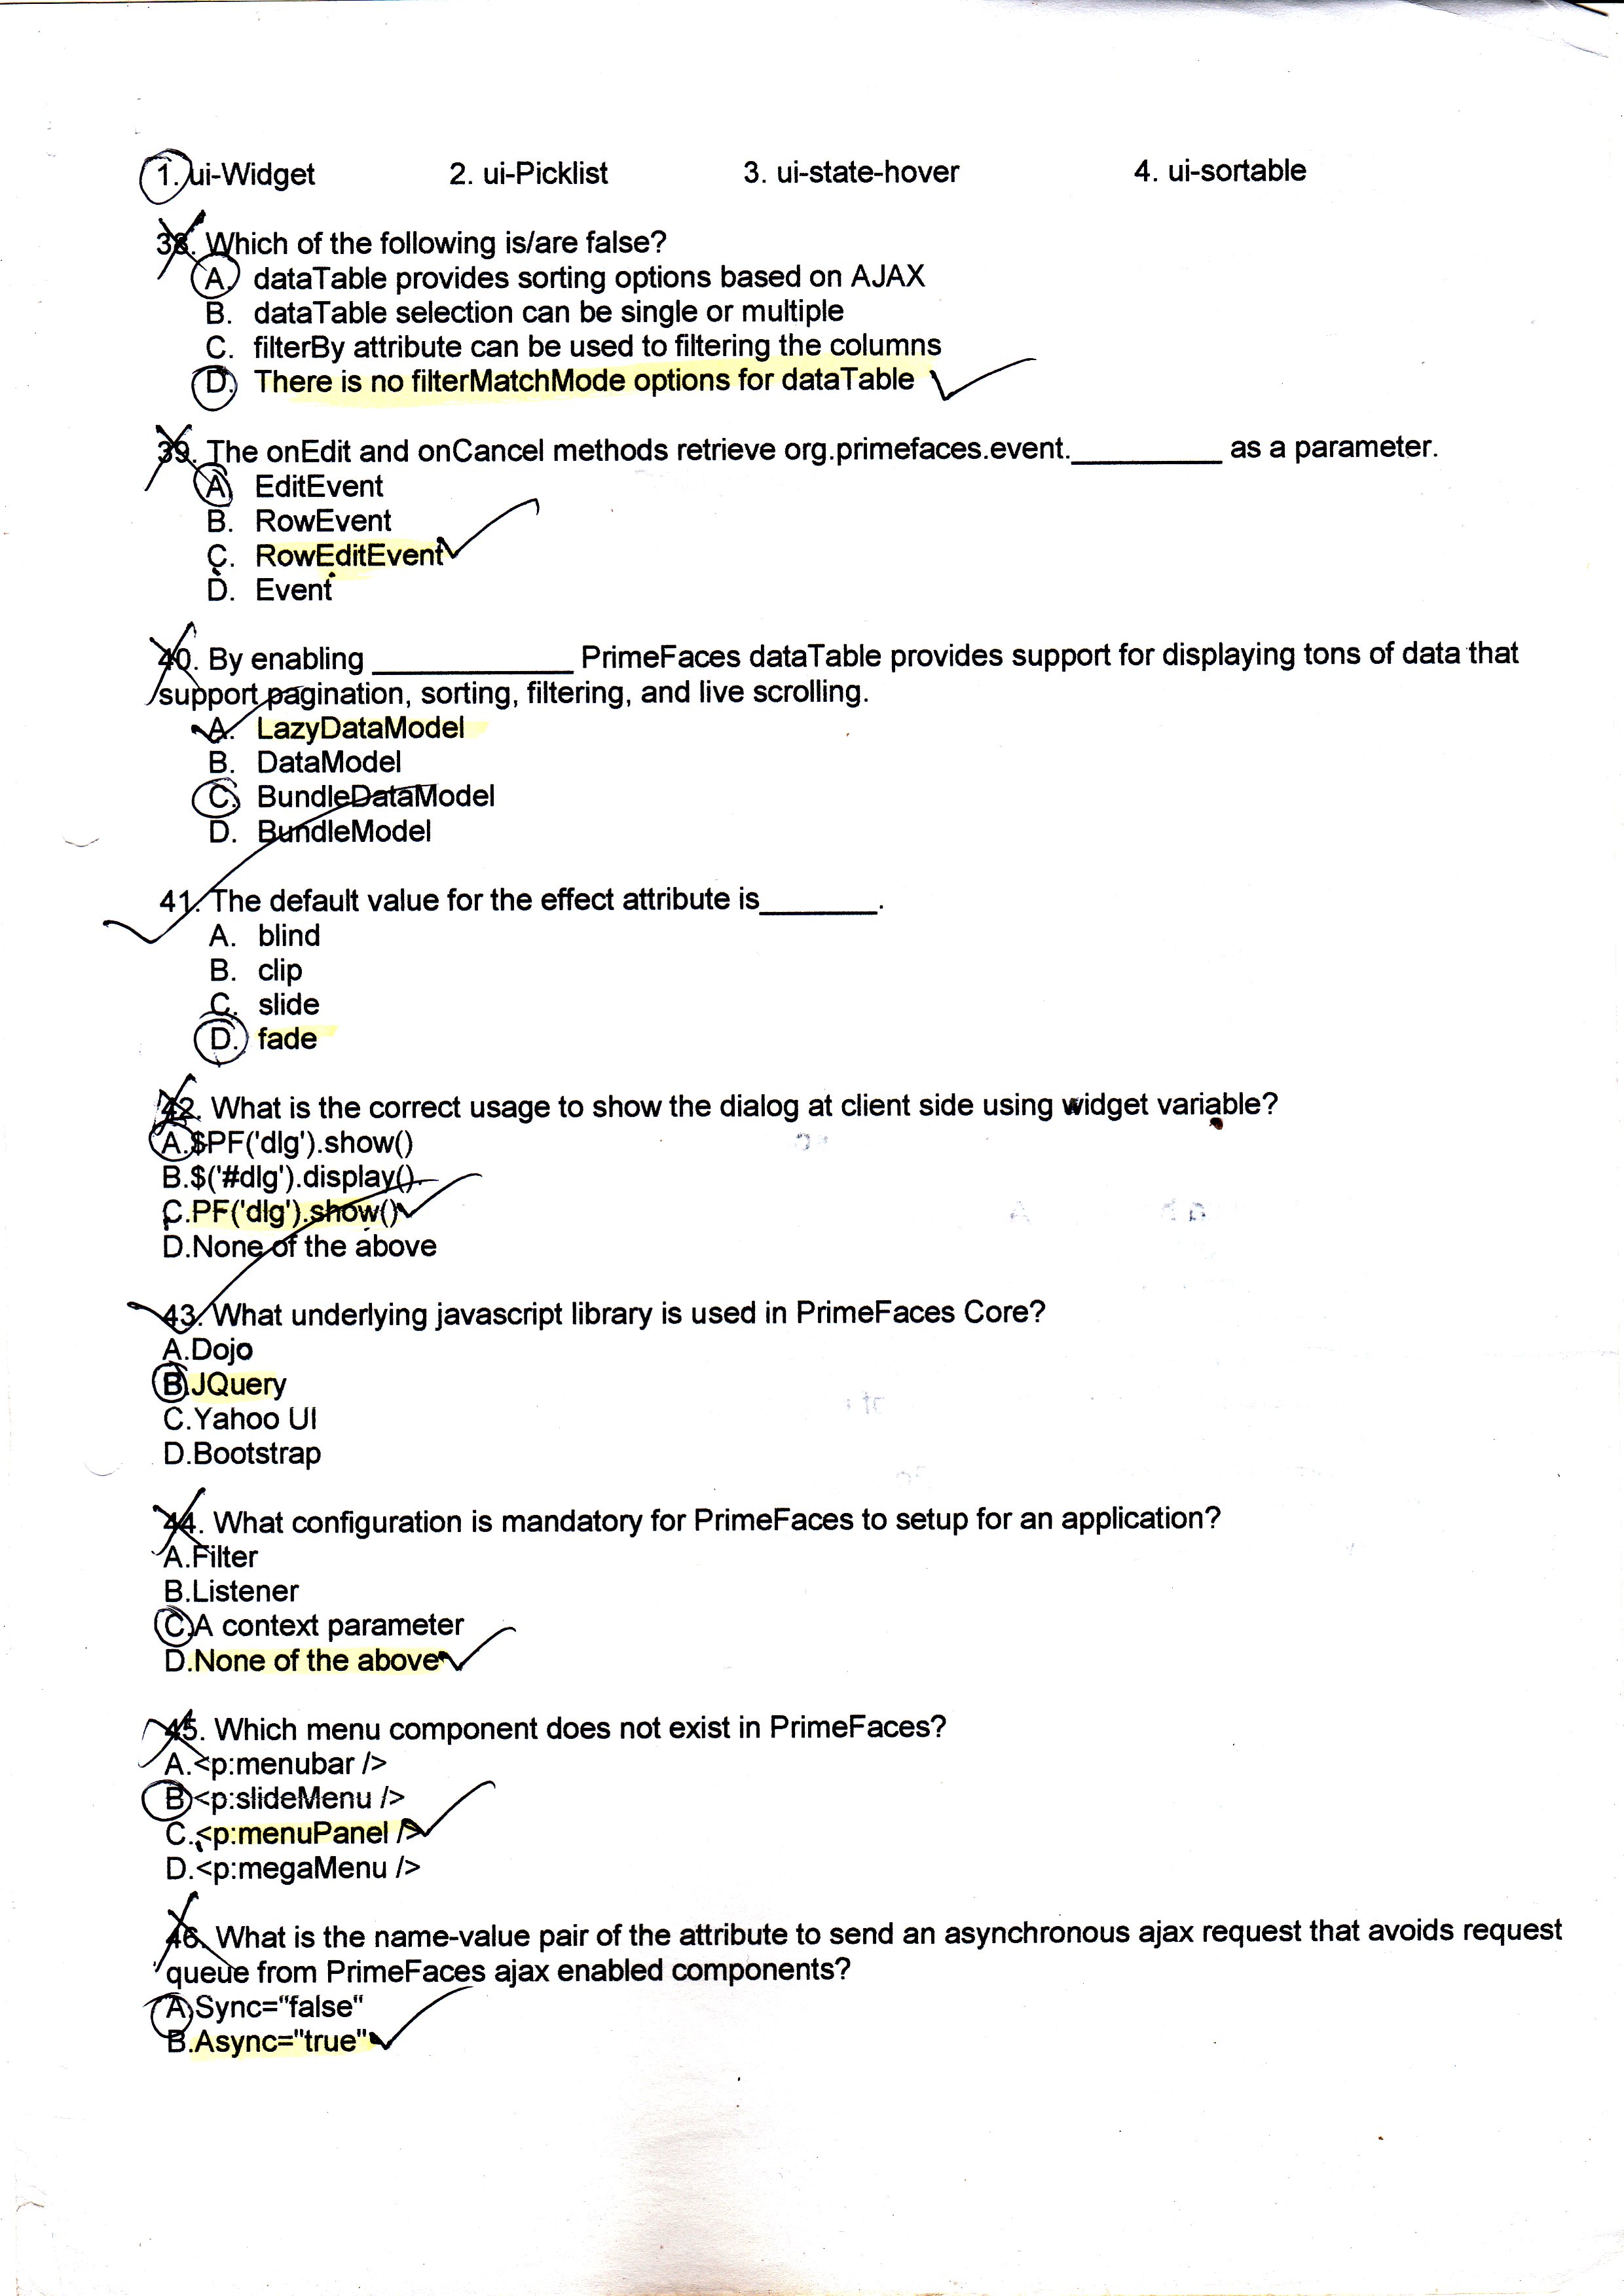 1. ui-Widget 2. ui-Picklist 3. ui-state-hover 4. ui-sortable
38. Which of the following is/are false?
A. dataTable provides sorting options based on AJAX
B. dataTable selection can be single or multiple
C. filterBy attribute can be used to filtering the columns
D. There is no filterMatchMode options for dataTable
39. The onEdit and onCancel methods retrieve org.primefaces.event.__________ as a parameter.
A. EditEvent
B. RowEvent
C. RowEditEvent
D. Event
40. By enabling _____________ PrimeFaces dataTable provides support for displaying tons of data that
support pagination, sorting, filtering, and live scrolling.
A. LazyDataModel
B. DataModel
C. BundleDataModel
D. BundleModel
41. The default value for the effect attribute is________.
A. blind
B. clip
C. slide
D. fade
42. What is the correct usage to show the dialog at client side using widget variable?
A.$PF('dlg').show()
B.$('#dlg').display()
C.PF('dlg').show()
D.None of the above
43. What underlying javascript library is used in PrimeFaces Core?
A.Dojo
B.JQuery
C.Yahoo UI
D.Bootstrap
44. What configuration is mandatory for PrimeFaces to setup for an application?
A.Filter
B.Listener
C.A context parameter
D.None of the above
45. Which menu component does not exist in PrimeFaces?
A.<p:menubar />
B.<p:slideMenu />
C.<p:menuPanel />
D.<p:megaMenu />
46. What is the name-value pair of the attribute to send an asynchronous ajax request that avoids request
queue from PrimeFaces ajax enabled components?
A.Sync="false"
B.Async="true"